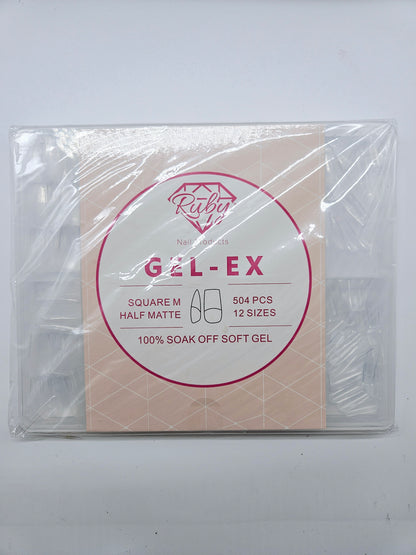 Ruby
Nail Products
GEL-EX
SQUARE M
HALF MATTE
504 PCS
12 SIZES
100% SOAK OFF SOFT GEL